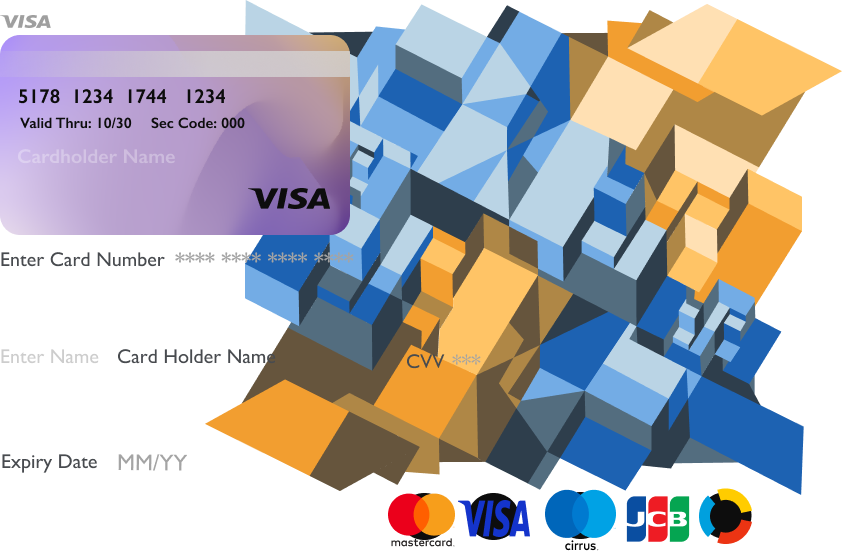 VISA
5178 1234 1744 1234
Valid Thru: 10/30 Sec Code: 000
Cardholder Name
VISA
Enter Card Number **** **** **** ****
Enter Name Card Holder Name
CVV ***
Expiry Date MM/YY
mastercard.
VISA
cirrus.
JCB